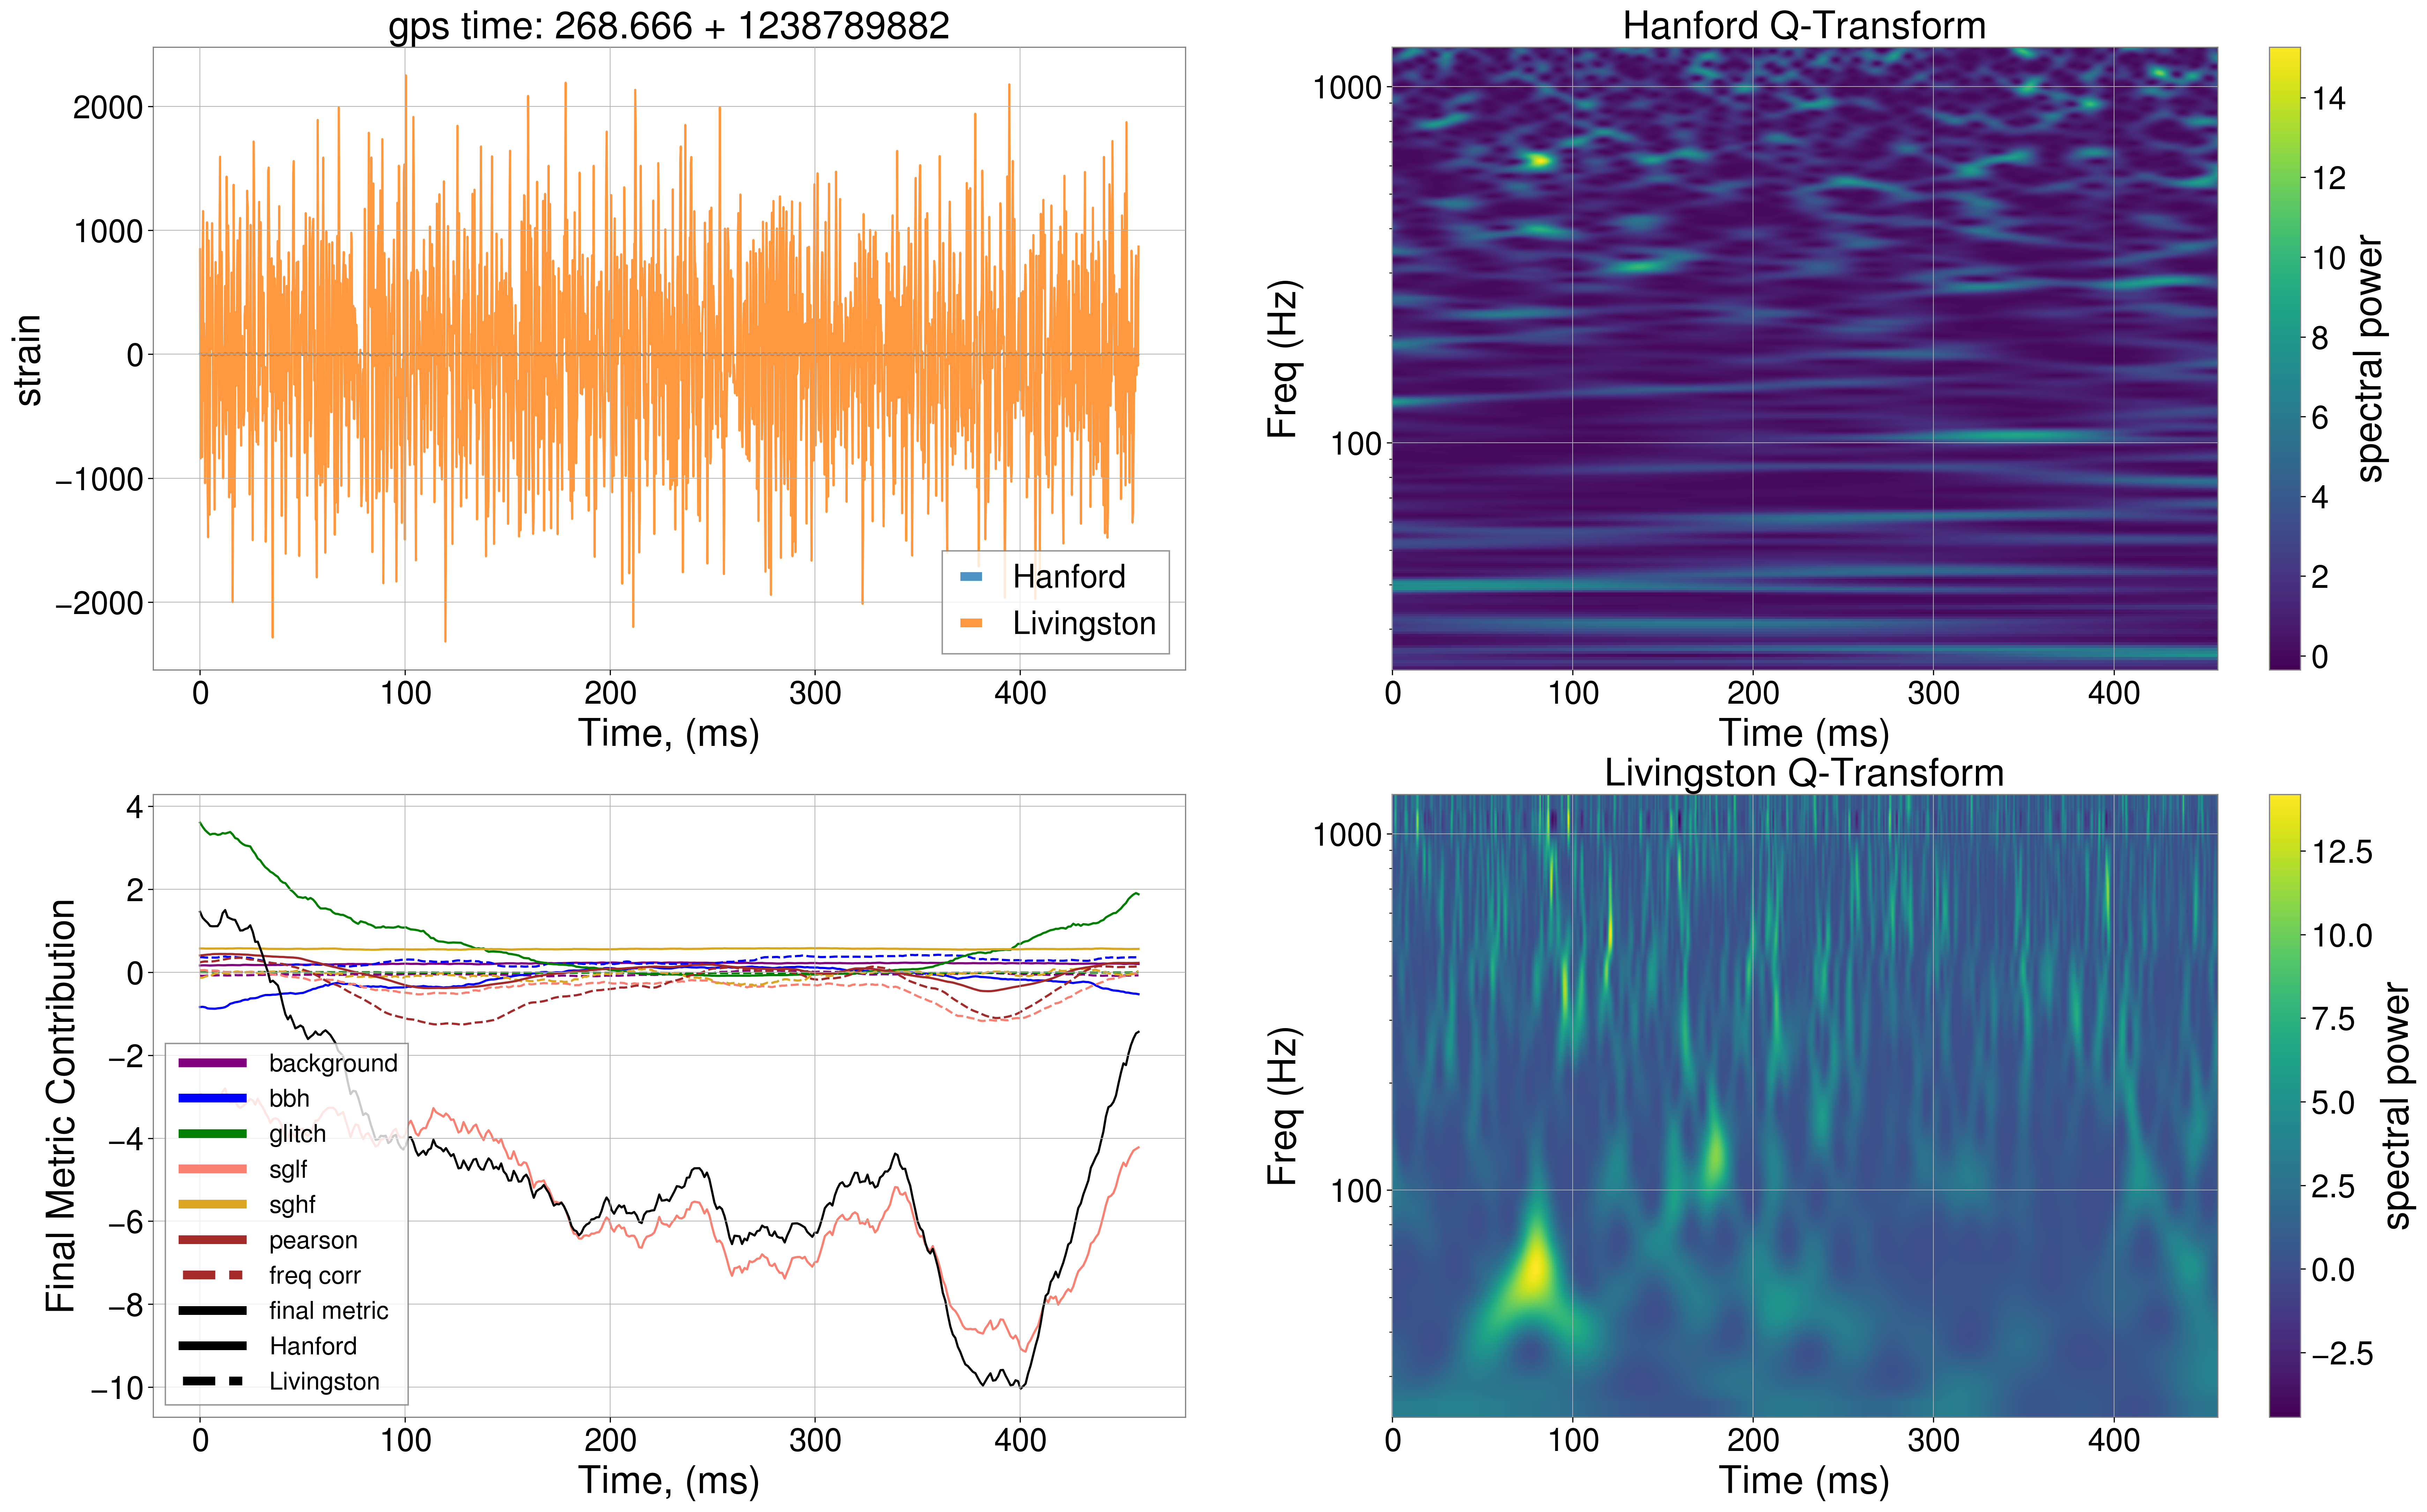 gps time: 268.666 + 1238789882
2000
1000
0
−1000
−2000
strain
Hanford
Livingston
0 100 200 300 400
Time, (ms)
Hanford Q-Transform
1000
100
Freq (Hz)
0 100 200 300 400
Time (ms)
14
12
10
8
6
4
2
0
spectral power
4
2
0
−2
−4
−6
−8
−10
Final Metric Contribution
background
bbh
glitch
sglf
sghf
pearson
freq corr
final metric
Hanford
Livingston
0 100 200 300 400
Time, (ms)
Livingston Q-Transform
1000
100
Freq (Hz)
0 100 200 300 400
Time (ms)
12.5
10.0
7.5
5.0
2.5
0.0
−2.5
spectral power